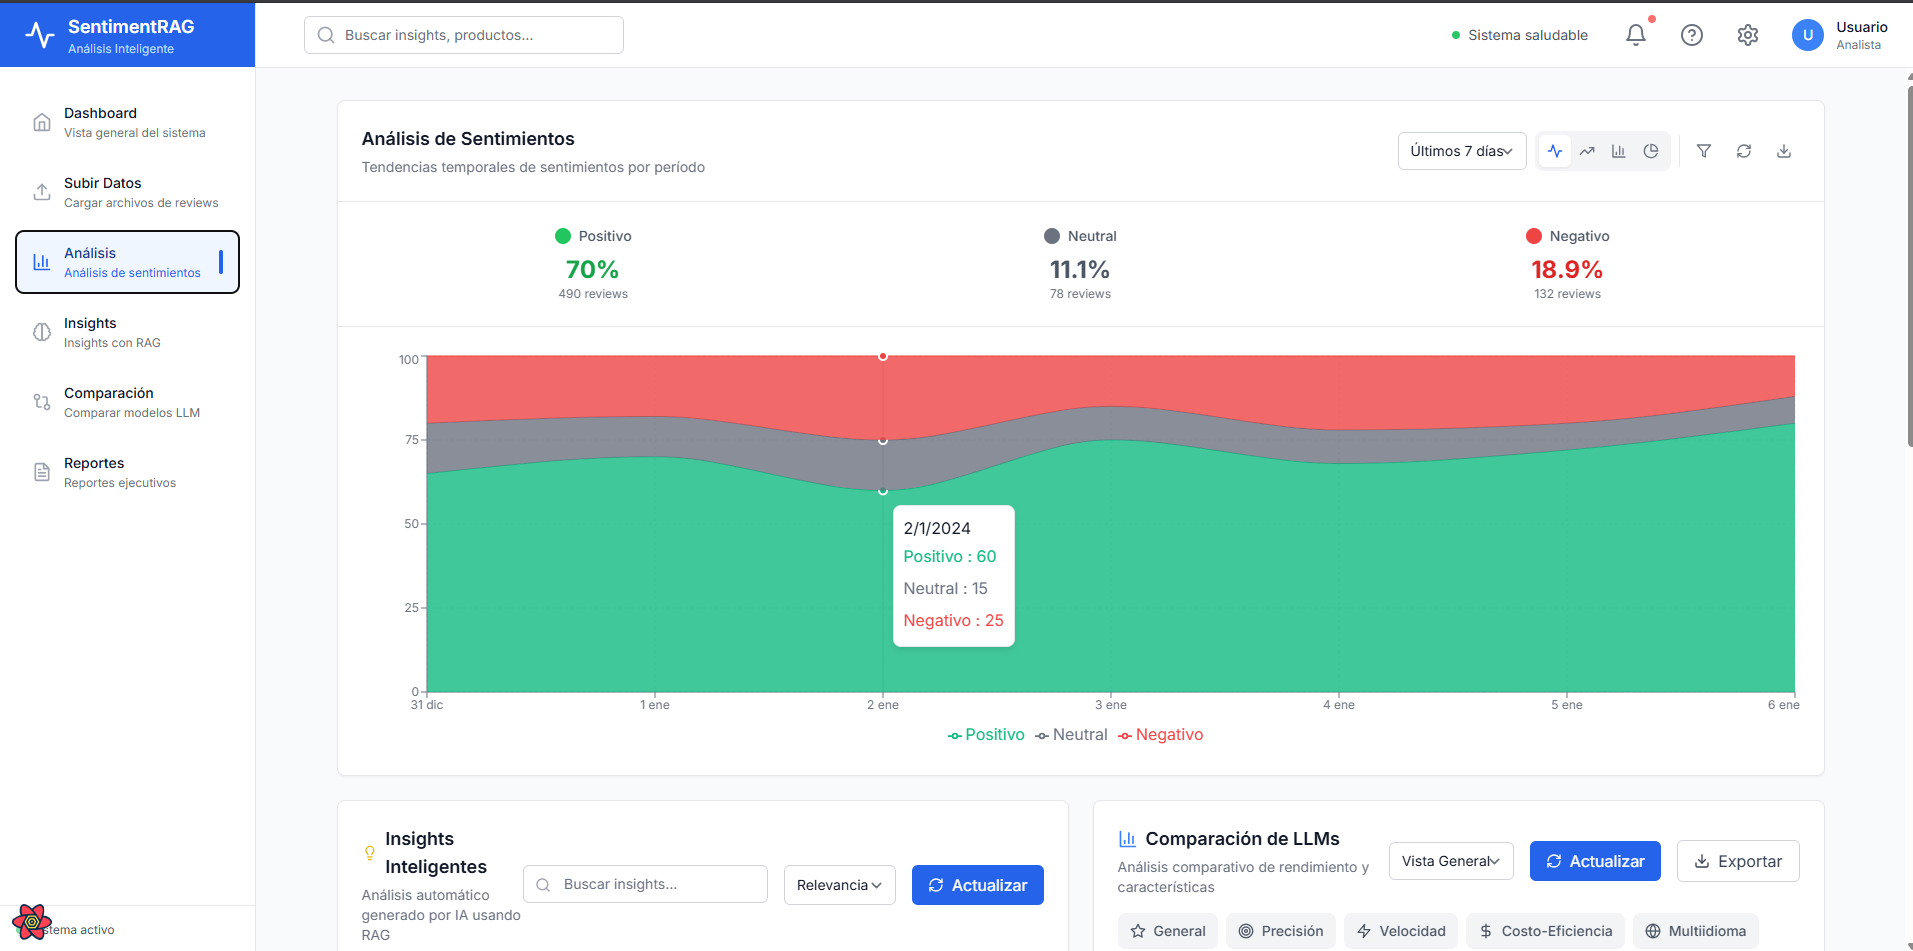 SentimentRAG
Análisis Inteligente
Buscar insights, productos...
Sistema saludable
U
Usuario
Analista
Dashboard
Vista general del sistema
Subir Datos
Cargar archivos de reviews
Análisis
Análisis de sentimientos
Insights
Insights con RAG
Comparación
Comparar modelos LLM
Reportes
Reportes ejecutivos
stema activo
Análisis de Sentimientos
Tendencias temporales de sentimientos por período
Últimos 7 días
Positivo
70%
490 reviews
Neutral
11.1%
78 reviews
Negativo
18.9%
132 reviews
100
75
50
25
0
31 dic
1 ene
2 ene
3 ene
4 ene
5 ene
6 ene
2/1/2024
Positivo : 60
Neutral : 15
Negativo : 25
Positivo Neutral Negativo
Insights
Inteligentes
Análisis automático
generado por IA usando
RAG
Buscar insights...
Relevancia
Actualizar
Comparación de LLMs
Análisis comparativo de rendimiento y
características
Vista General
Actualizar
Exportar
General Precisión Velocidad Costo-Eficiencia Multiidioma